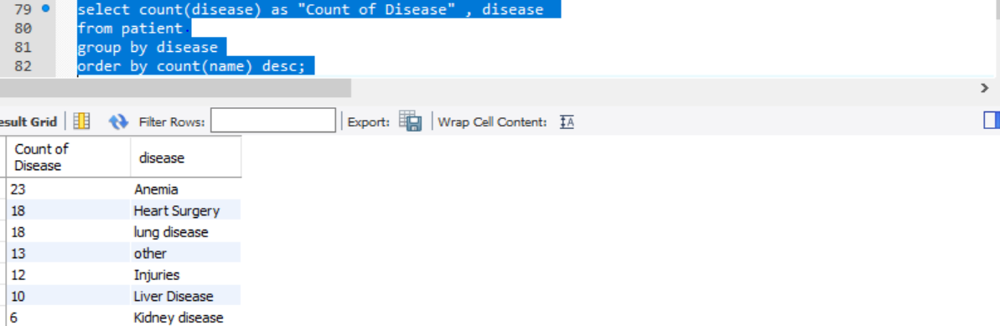 79 select count(disease) as "Count of Disease" , disease
80 from patient
81 group by disease
82 order by count(name) desc;
esult Grid Filter Rows: Export: Wrap Cell Content:
Count of
Disease disease
23 Anemia
18 Heart Surgery
18 lung disease
13 other
12 Injuries
10 Liver Disease
6 Kidney disease